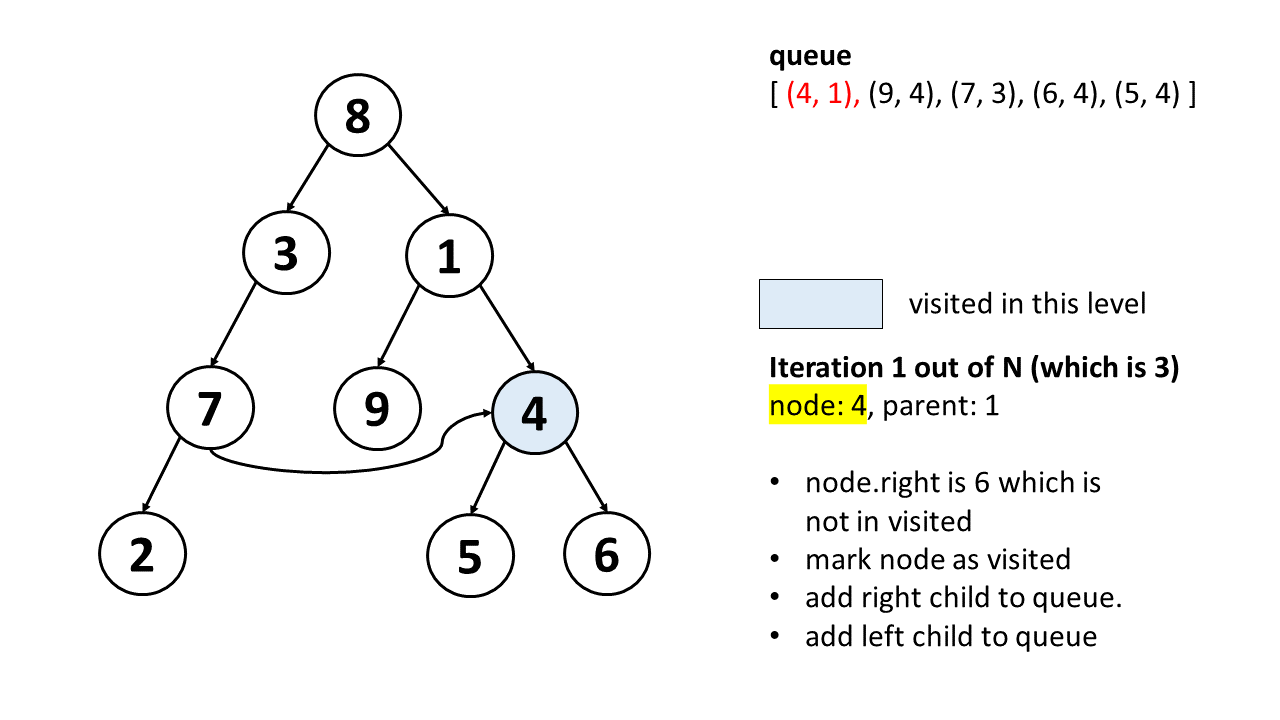 queue
[ (4, 1), (9, 4), (7, 3), (6, 4), (5, 4) ]
8
3
1
7
9
4
2
5
6
visited in this level
Iteration 1 out of N (which is 3)
node: 4, parent: 1
• node.right is 6 which is
not in visited
• mark node as visited
• add right child to queue.
• add left child to queue